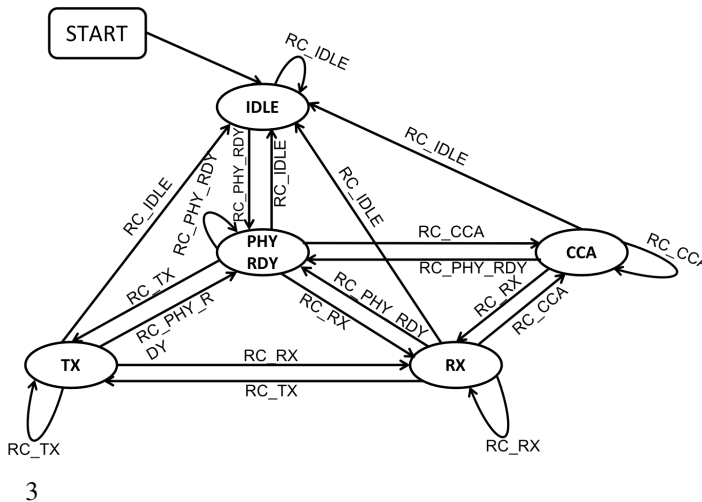 START
RC_IDLE
IDLE
RC_IDLE
RC_IDLE
RC_PHY_RDY
RC_PHY_RDY
RC_IDLE
RC_IDLE
PHY
RDY
RC_CCA
RC_PHY_RDY
CCA
RC_CCA
RC_TX
RC_PHY_R
DY
RC_PHY_RDY
RC_RX
RC_RX
RC_CCA
TX
RC_RX
RC_TX
RX
RC_TX
RC_RX
3